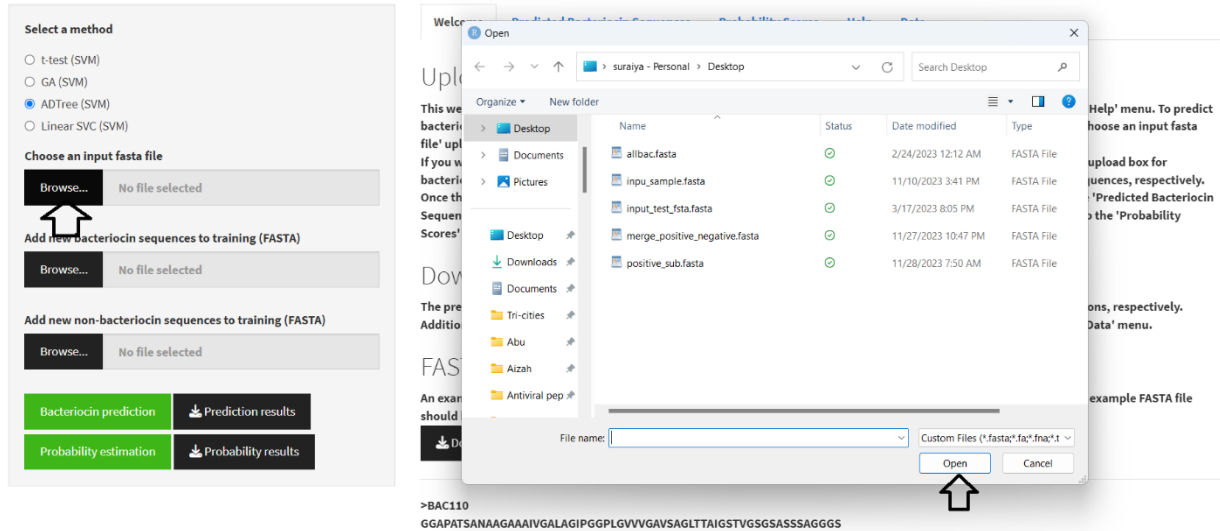 Select a method
t-test (SVM)
GA (SVM)
ADTree (SVM)
Linear SVC (SVM)
Choose an input fasta file
Browse...
No file selected
Add new bacteriocin sequences to training (FASTA)
Browse...
No file selected
Add new non-bacteriocin sequences to training (FASTA)
Browse...
No file selected
Bacteriocin prediction
Prediction results
Probability estimation
Probability results
Open
suraiya - Personal > Desktop
Search Desktop
Organize
New folder
Desktop
Documents
Pictures
Desktop
Downloads
Documents
Tri-cities
Abu
Aizah
Antiviral pep
Name Status Date modified Type
allbac.fasta 2/24/2023 12:12 AM FASTA File
inpu_sample.fasta 11/10/2023 3:41 PM FASTA File
input_test_fsta.fasta 3/17/2023 8:05 PM FASTA File
merge_positive_negative.fasta 11/27/2023 10:47 PM FASTA File
positive_sub.fasta 11/28/2023 7:50 AM FASTA File
File name:
Custom Files (*.fasta;*.fa;*.fna;*.t
Open
Cancel
This we
Help' menu. To predict
hoose an input fasta
file' upl
If you w
upload box for
quences, respectively.
Once th
'Predicted Bacteriocin
Sequen
the 'Probability
Scores'
The pre
ons, respectively.
Additio
Data' menu.
FAS
An exan
example FASTA file
should
>BAC110
GGAPATSANAAGAAAIVGALAGIPGGPLGVVVGAVSAGLTTAIGSTVGSGSASSSAGGGS